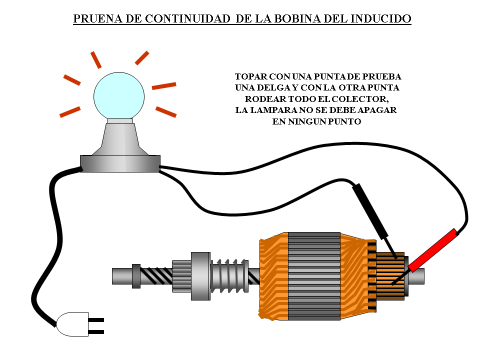 PRUENA DE CONTINUIDAD DE LA BOBINA DEL INDUCIDO
TOPAR CON UNA PUNTA DE PRUEBA
UNA DELGA Y CON LA OTRA PUNTA
RODEAR TODO EL COLECTOR,
LA LAMPARA NO SE DEBE APAGAR
EN NINGUN PUNTO